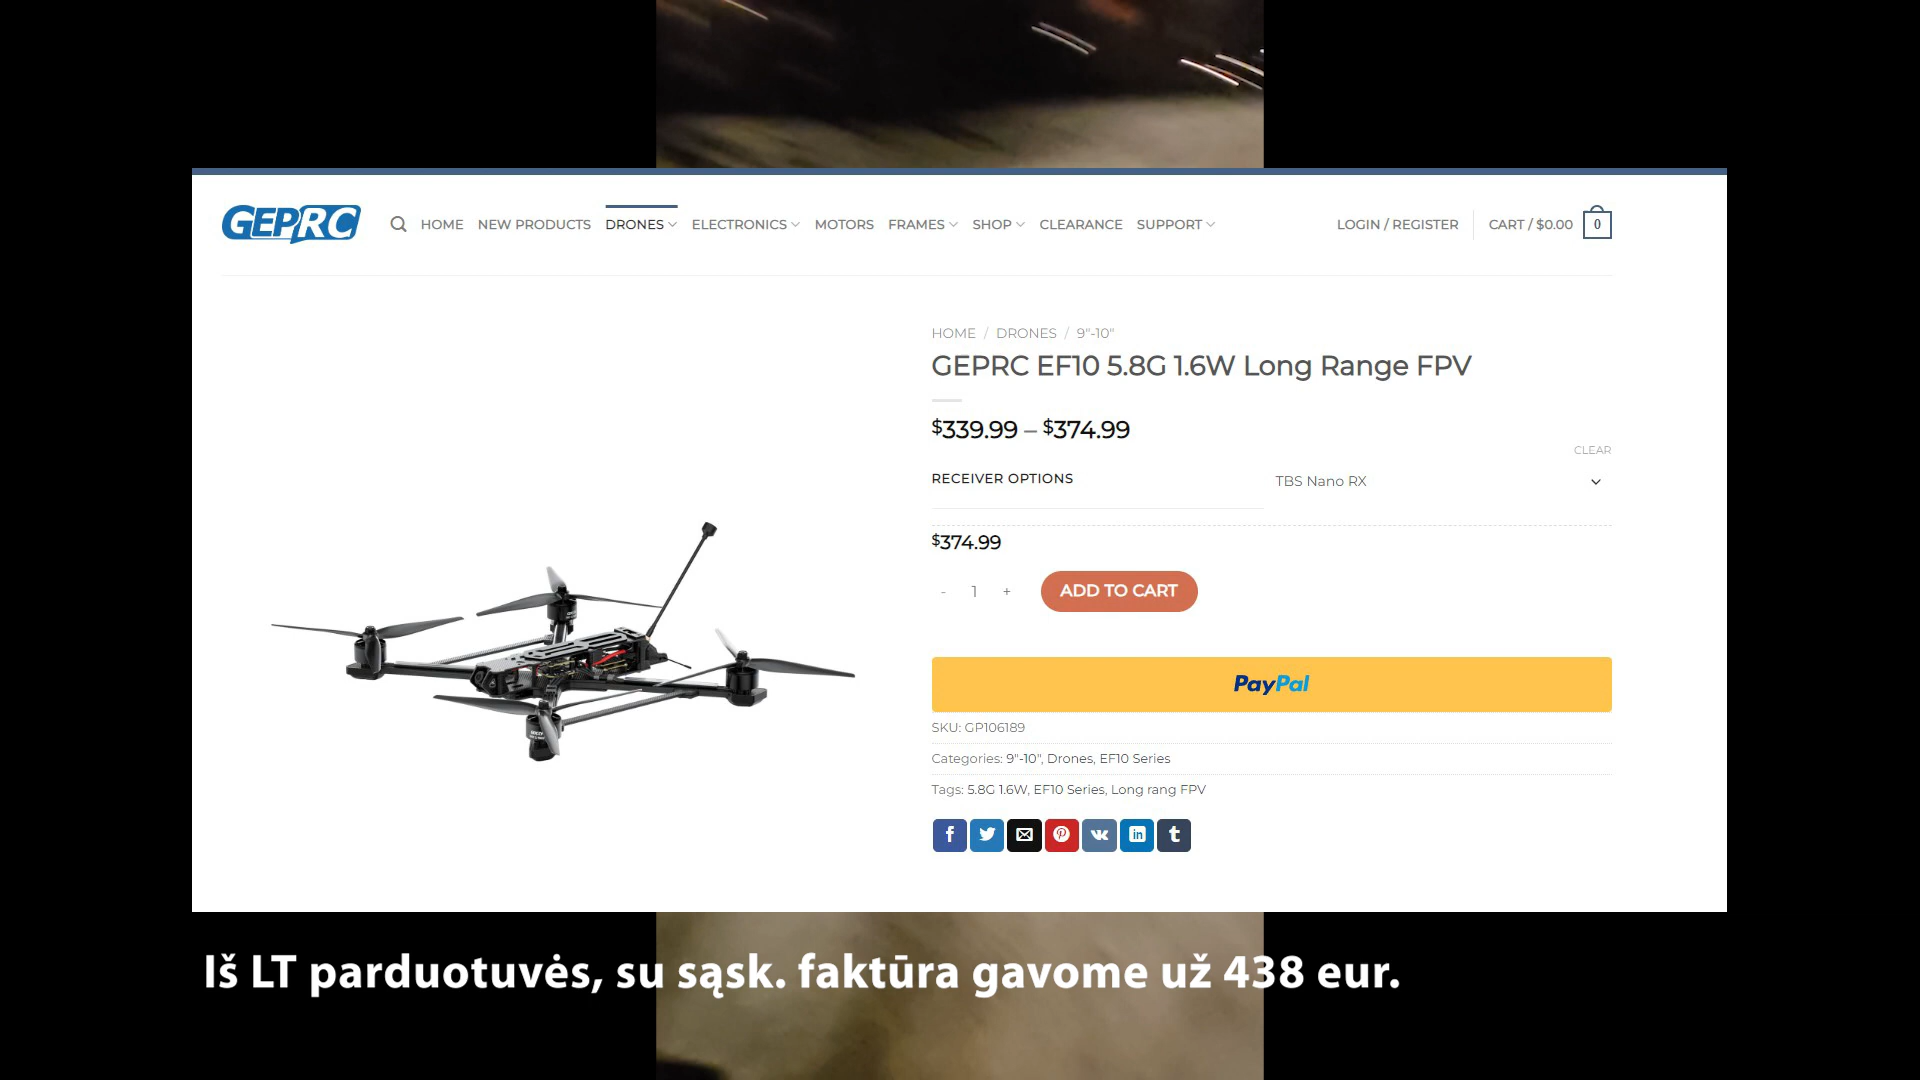 GEPRC
HOME NEW PRODUCTS DRONES ELECTRONICS MOTORS FRAMES SHOP CLEARANCE SUPPORT LOGIN / REGISTER CART / $0.00 0
HOME / DRONES / 9"-10"
GEPRC EF10 5.8G 1.6W Long Range FPV
$339.99 – $374.99
CLEAR
RECEIVER OPTIONS TBS Nano RX
$374.99
- 1 + ADD TO CART
PayPal
SKU: GP106189
Categories: 9"-10", Drones, EF10 Series
Tags: 5.8G 1.6W, EF10 Series, Long rang FPV
Iš LT parduotuvės, su sąsk. faktūra gavome už 438 eur.